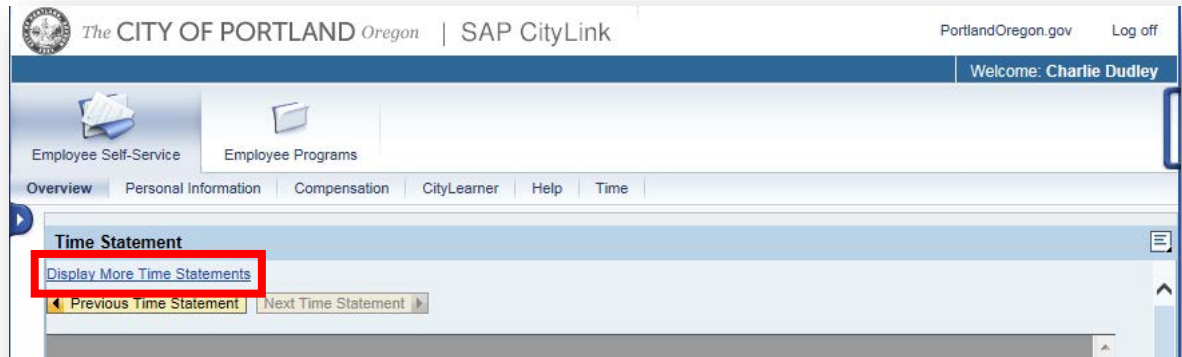 The CITY OF PORTLAND Oregon | SAP CityLink
PortlandOregon.gov Log off
Welcome: Charlie Dudley
Employee Self-Service Employee Programs
Overview Personal Information Compensation CityLearner Help Time
Time Statement
Display More Time Statements
Previous Time Statement Next Time Statement